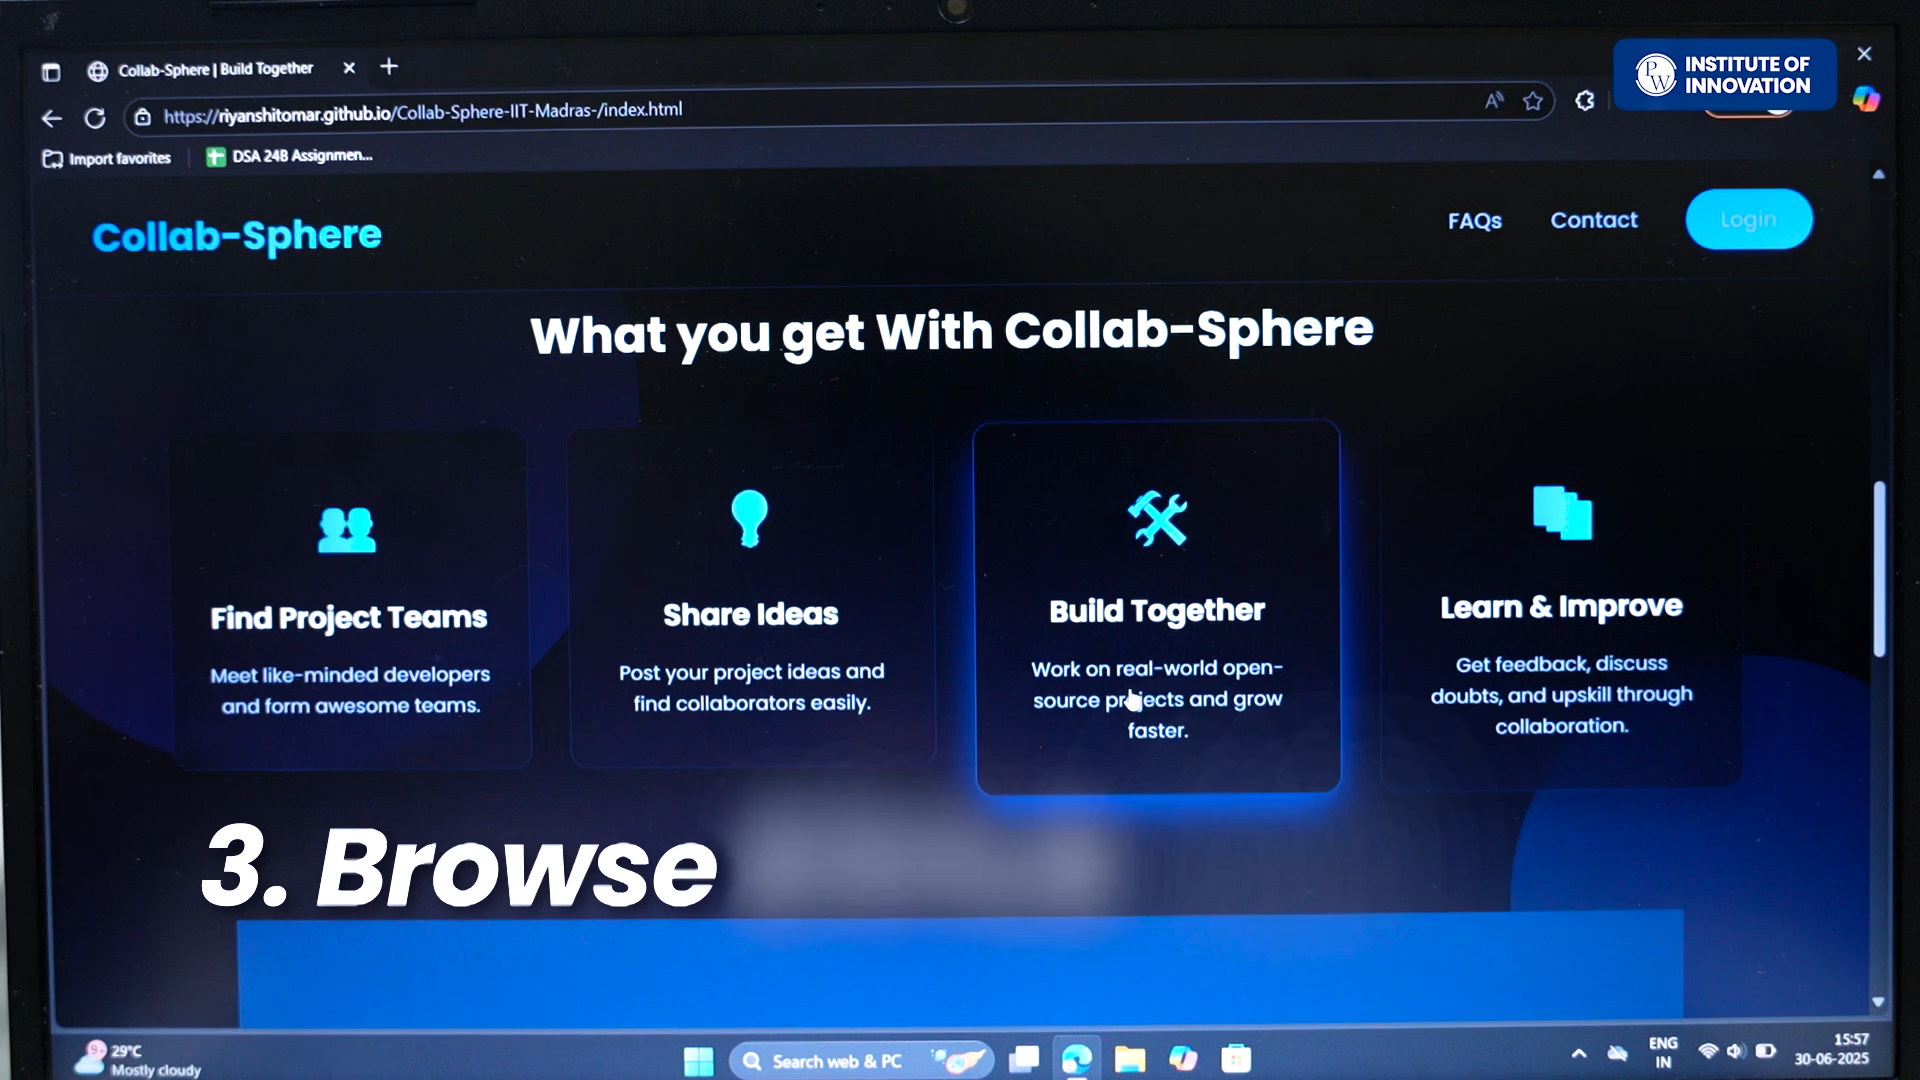 Collab-Sphere | Build Together
INSTITUTE OF
INNOVATION
PW
https://riyanshitomar.github.io/Collab-Sphere-IIT-Madras-/index.html
Import favorites
DSA 24B Assignmen...
Collab-Sphere
FAQs
Contact
Login
What you get With Collab-Sphere
Find Project Teams
Meet like-minded developers
and form awesome teams.
Share Ideas
Post your project ideas and
find collaborators easily.
Build Together
Work on real-world open-
source projects and grow
faster.
Learn & Improve
Get feedback, discuss
doubts, and upskill through
collaboration.
3. Browse
29°C
Mostly cloudy
Search web & PC
ENG
IN
15:57
30-06-2025